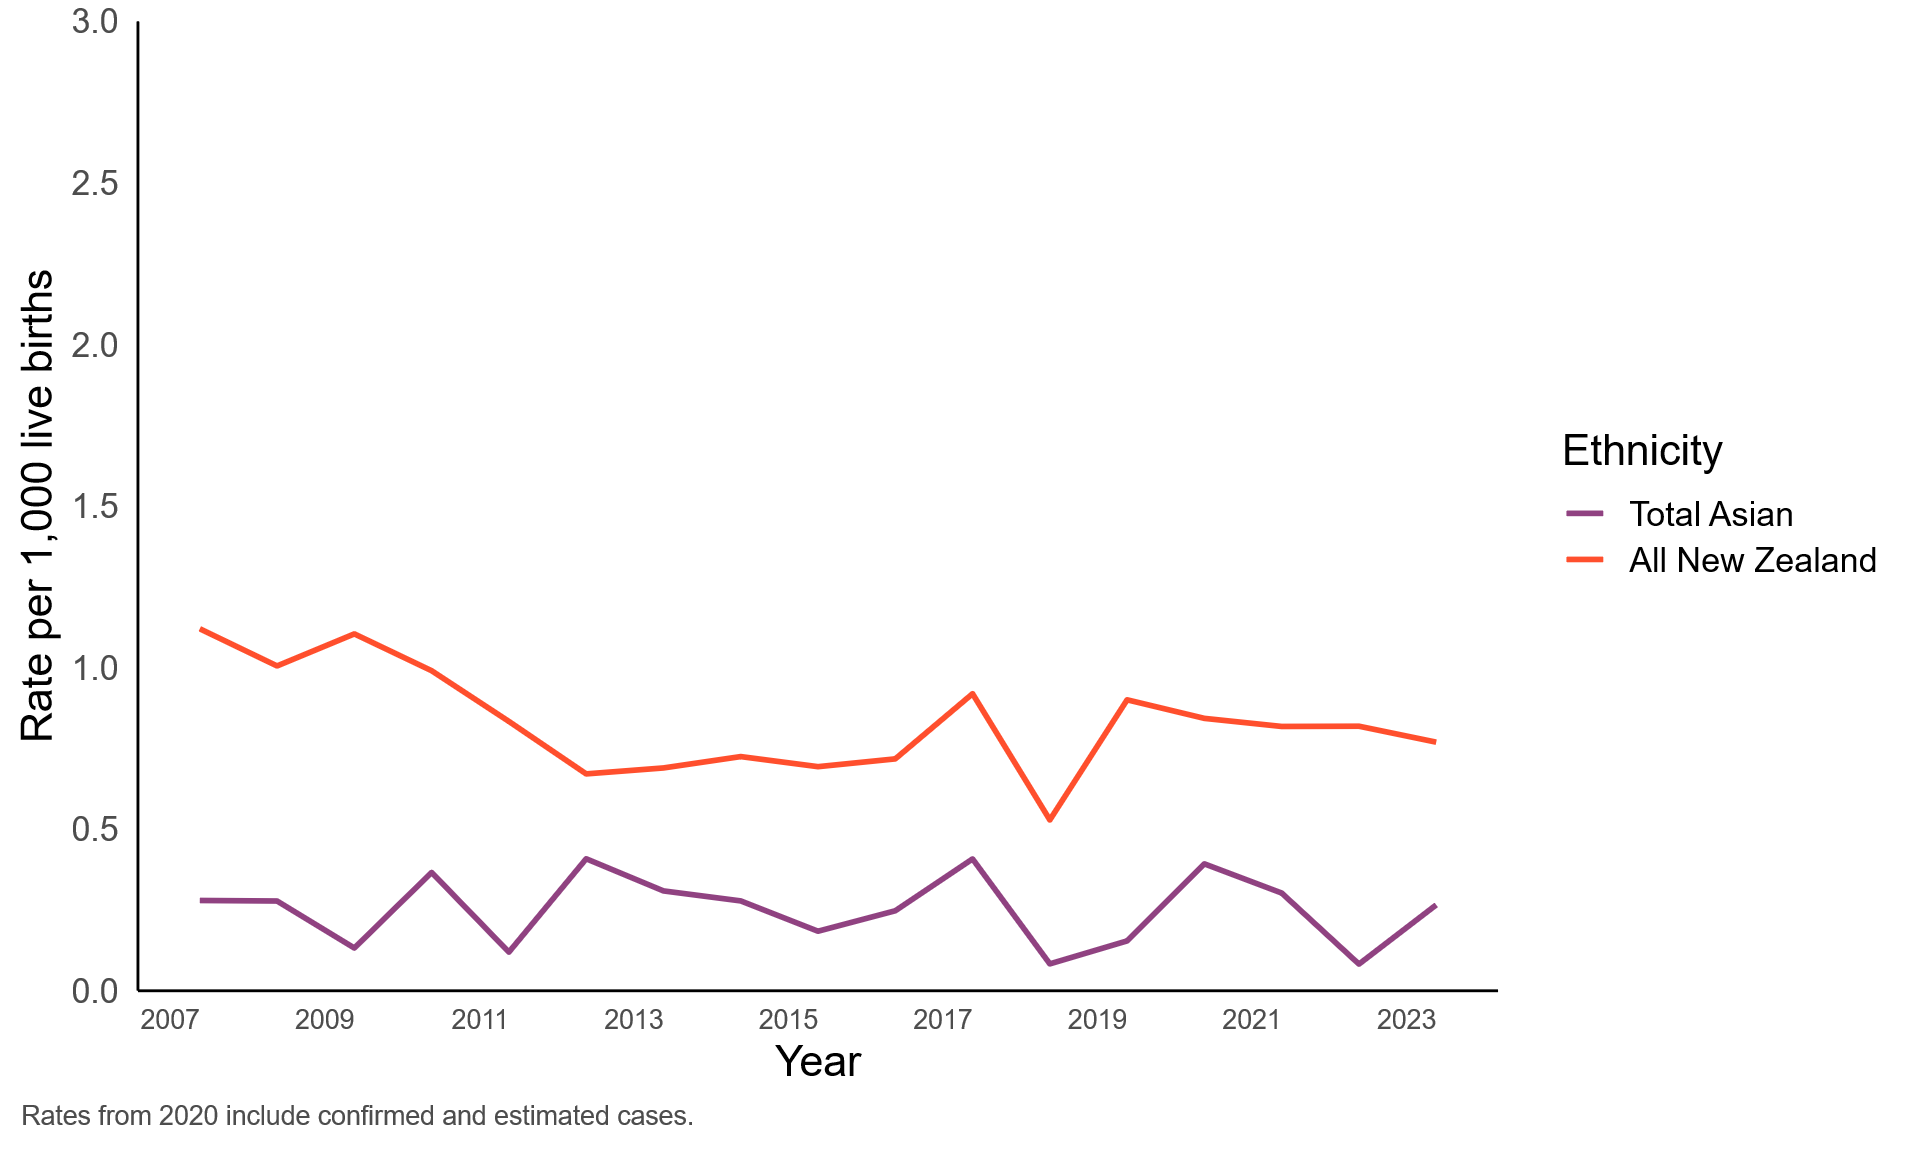 3.0
2.5
2.0
1.5
1.0
0.5
0.0
Rate per 1,000 live births
2007 2009 2011 2013 2015 2017 2019 2021 2023
Year
Ethnicity
Total Asian
All New Zealand
Rates from 2020 include confirmed and estimated cases.